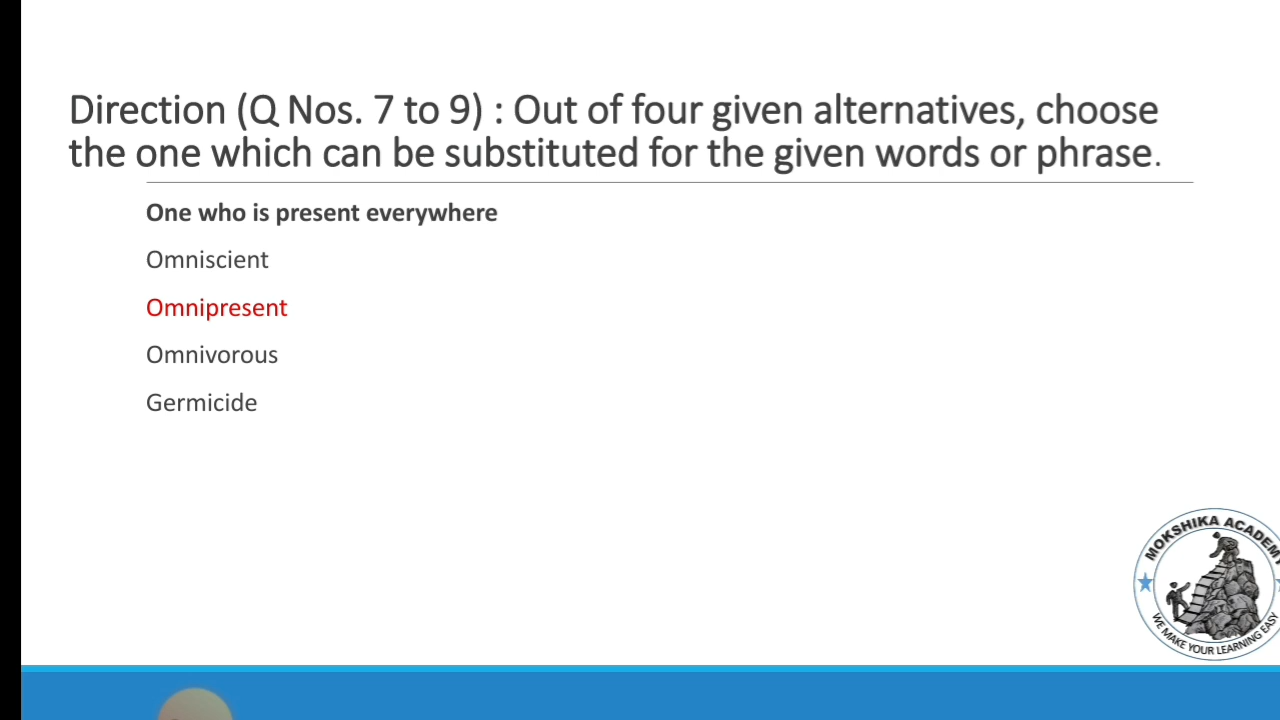 Direction (Q Nos. 7 to 9) : Out of four given alternatives, choose
the one which can be substituted for the given words or phrase.
One who is present everywhere
Omniscient
Omnipresent
Omnivorous
Germicide
MOKSHIKA ACADEMY
WE MAKE YOUR LEARNING EASY